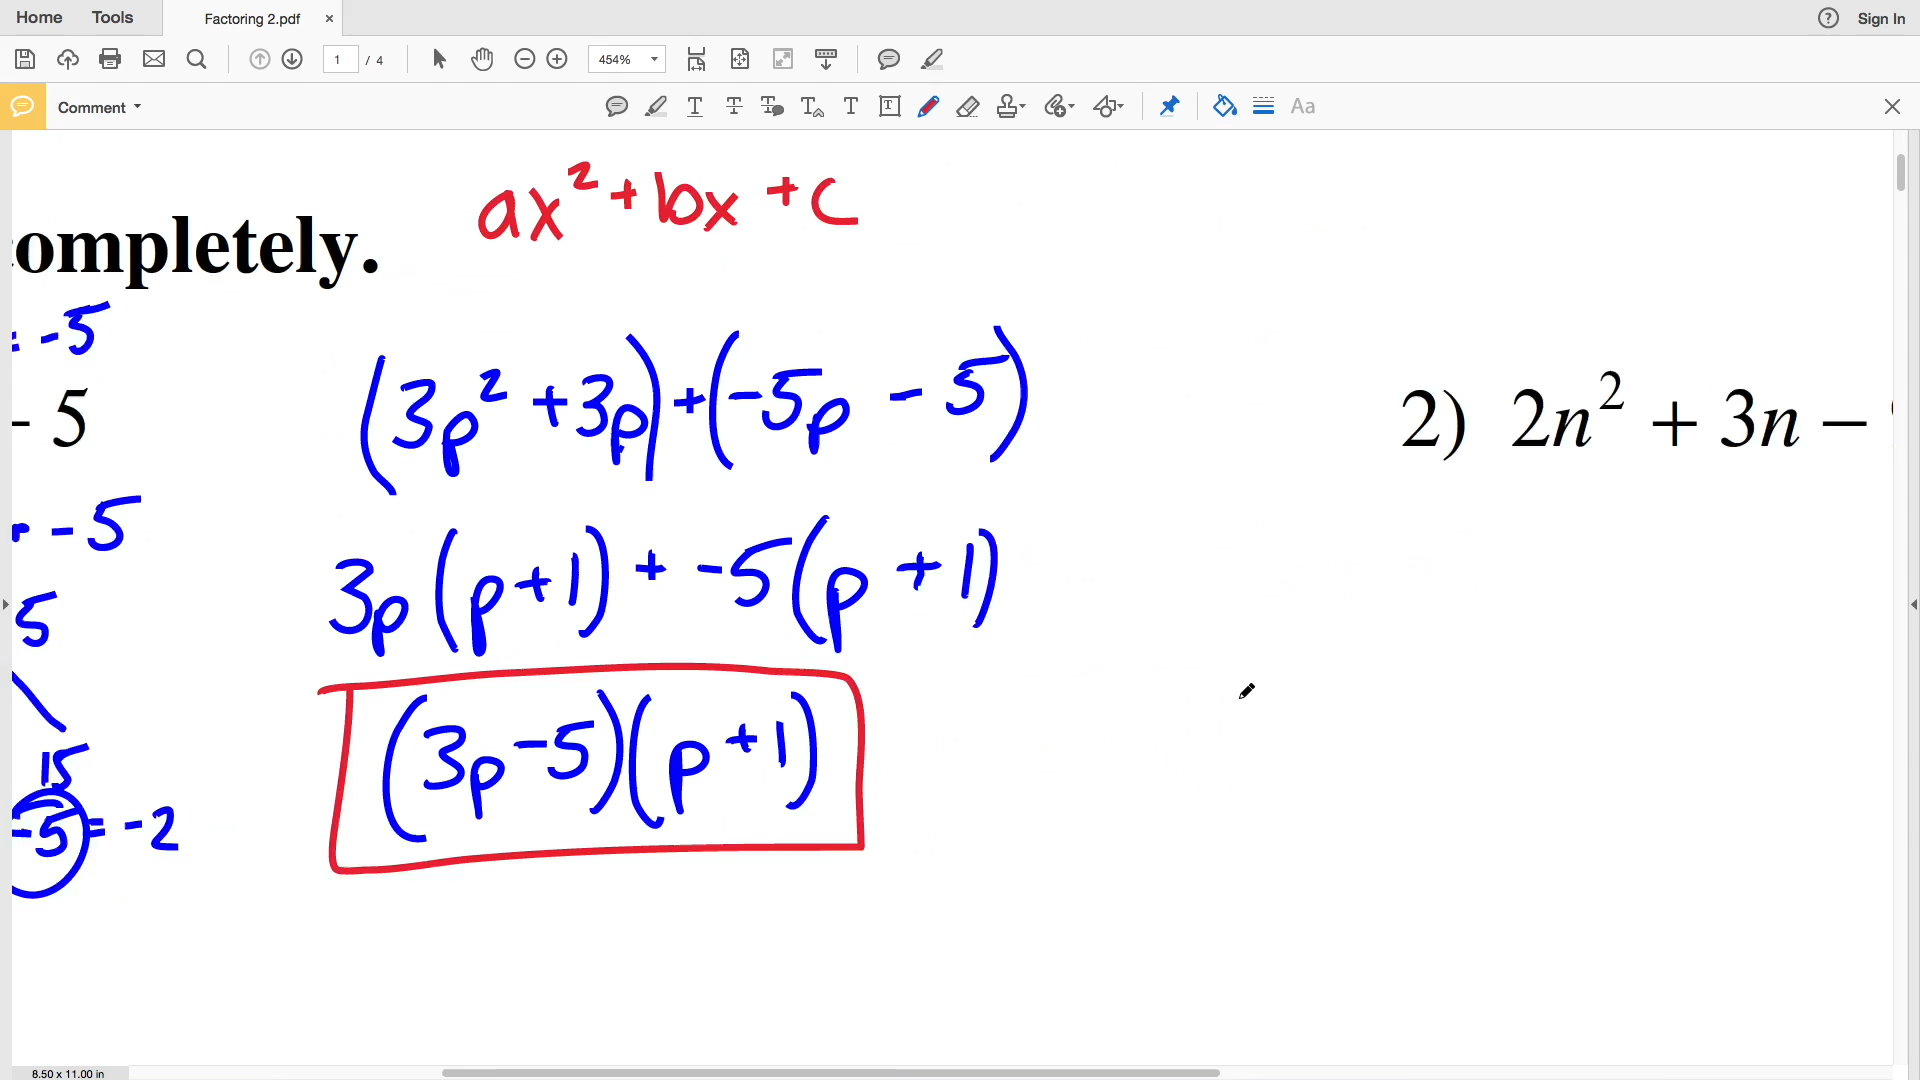 Home Tools Factoring 2.pdf × ? Sign In
1 / 4 454%
Comment Aa
ax² + bx + c
ompletely.
= -5
- 5
(3p² + 3p) + (-5p - 5)
2) 2n² + 3n −
- 5
3p(p+1) + -5(p + 1)
5
(3p-5)(p+1)
15
-5 = -2
8.50 x 11.00 in